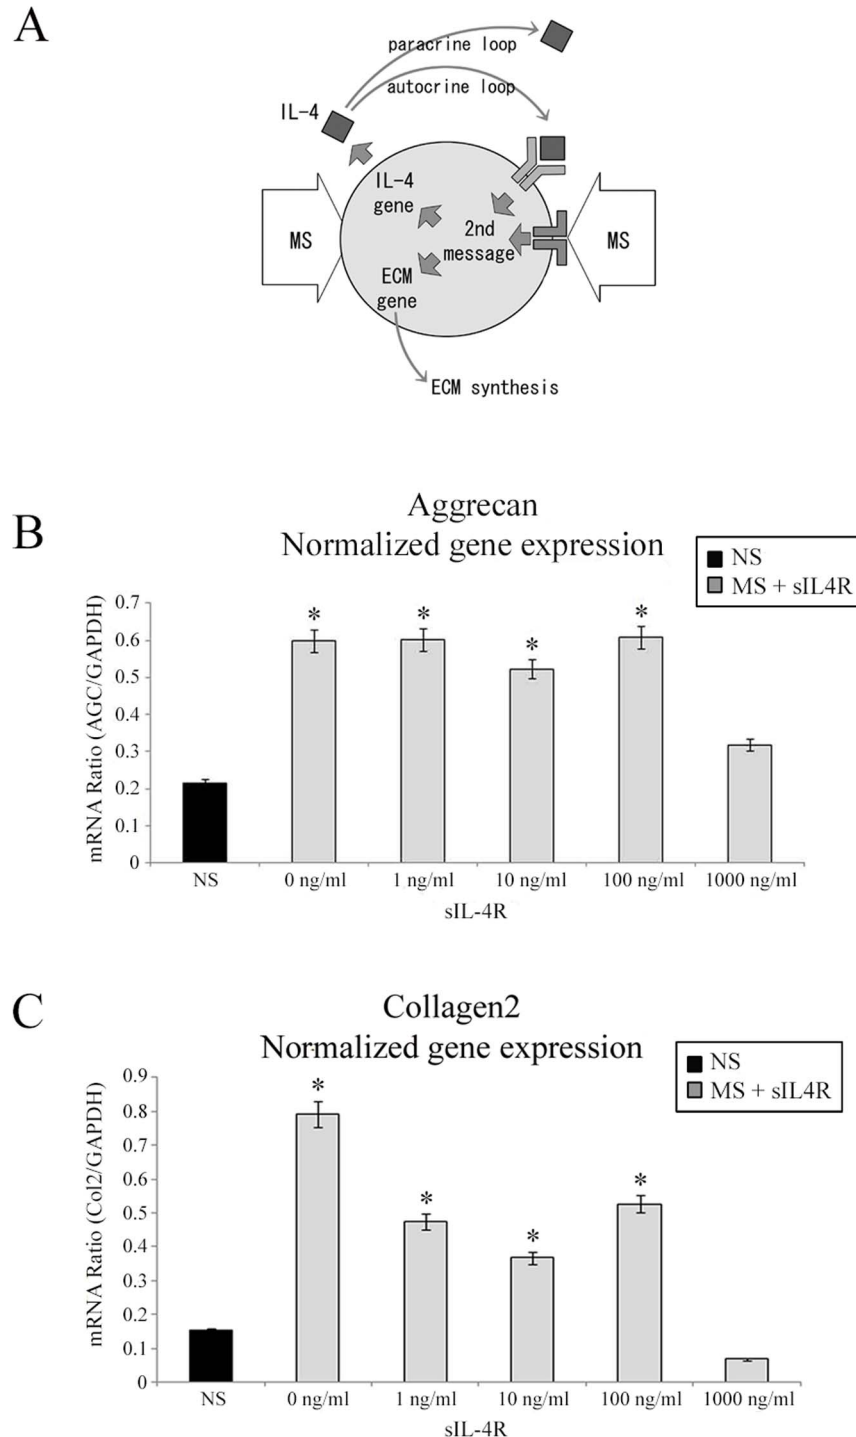 A
paracrine loop
autocrine loop
IL-4
IL-4
gene
MS
2nd
message
MS
ECM
gene
ECM synthesis
B
Aggrecan
Normalized gene expression
NS
MS + sIL4R
mRNA Ratio (AGC/GAPDH)
0.7
0.6
0.5
0.4
0.3
0.2
0.1
0
* * * *
NS 0 ng/ml 1 ng/ml 10 ng/ml 100 ng/ml 1000 ng/ml
sIL-4R
C
Collagen2
Normalized gene expression
NS
MS + sIL4R
mRNA Ratio (Col2/GAPDH)
0.9
0.8
0.7
0.6
0.5
0.4
0.3
0.2
0.1
0
* * * *
NS 0 ng/ml 1 ng/ml 10 ng/ml 100 ng/ml 1000 ng/ml
sIL-4R